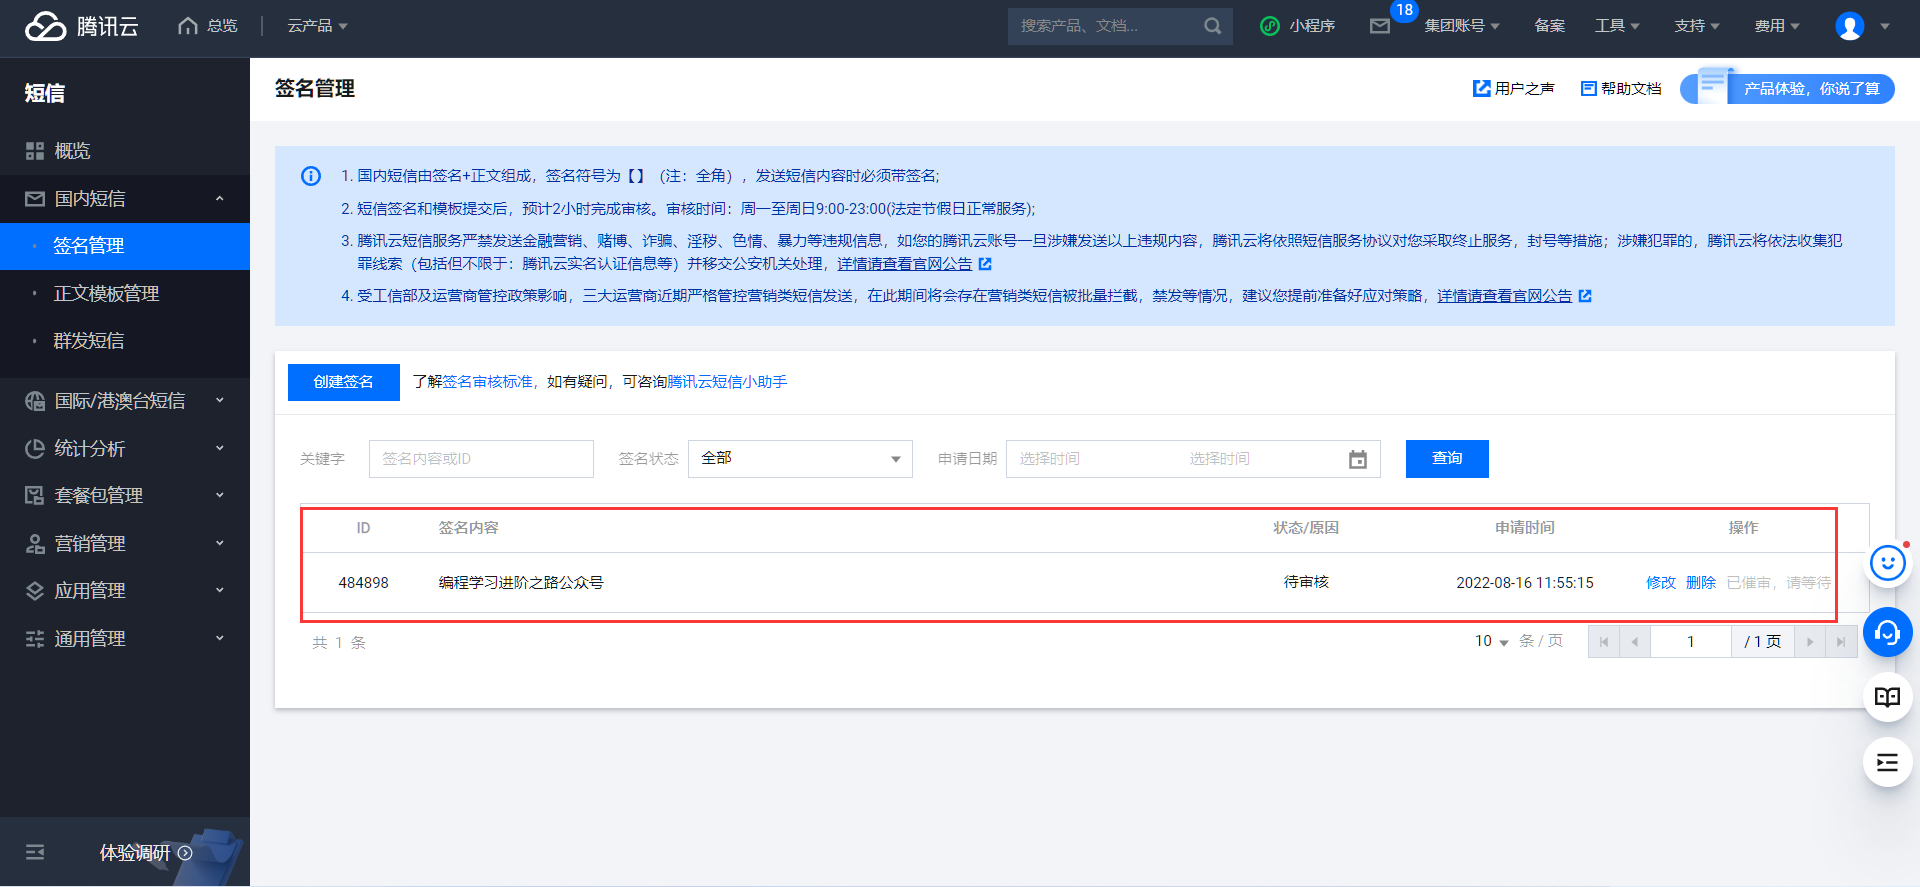 腾讯云
总览
云产品
搜索产品、文档...
小程序
18
集团账号
备案
工具
支持
费用
短信
概览
国内短信
签名管理
正文模板管理
群发短信
国际/港澳台短信
统计分析
套餐包管理
营销管理
应用管理
通用管理
体验调研
签名管理
用户之声
帮助文档
产品体验，你说了算
1. 国内短信由签名+正文组成，签名符号为【】（注：全角），发送短信内容时必须带签名;
2. 短信签名和模板提交后，预计2小时完成审核。审核时间：周一至周日9:00-23:00(法定节假日正常服务);
3. 腾讯云短信服务严禁发送金融营销、赌博、诈骗、淫秽、色情、暴力等违规信息，如您的腾讯云账号一旦涉嫌发送以上违规内容，腾讯云将依照短信服务协议对您采取终止服务，封号等措施；涉嫌犯罪的，腾讯云将依法收集犯
罪线索（包括但不限于：腾讯云实名认证信息等）并移交公安机关处理，详情请查看官网公告
4. 受工信部及运营商管控政策影响，三大运营商近期严格管控营销类短信发送，在此期间将会存在营销类短信被批量拦截，禁发等情况，建议您提前准备好应对策略，详情请查看官网公告
创建签名
了解签名审核标准，如有疑问，可咨询腾讯云短信小助手
关键字
签名内容或ID
签名状态
全部
申请日期
选择时间
选择时间
查询
ID
签名内容
状态/原因
申请时间
操作
484898
编程学习进阶之路公众号
待审核
2022-08-16 11:55:15
修改 删除 已催审，请等待
共 1 条
10 条 / 页
1
/ 1 页